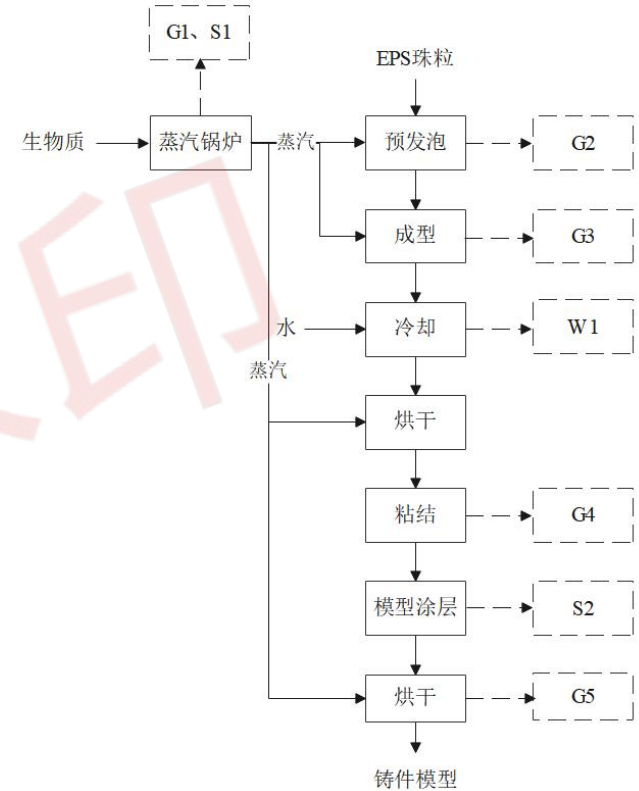 G1、S1
EPS珠粒
生物质
蒸汽锅炉
蒸汽
预发泡
G2
成型
G3
水
冷却
W1
蒸汽
烘干
粘结
G4
模型涂层
S2
烘干
G5
铸件模型
印